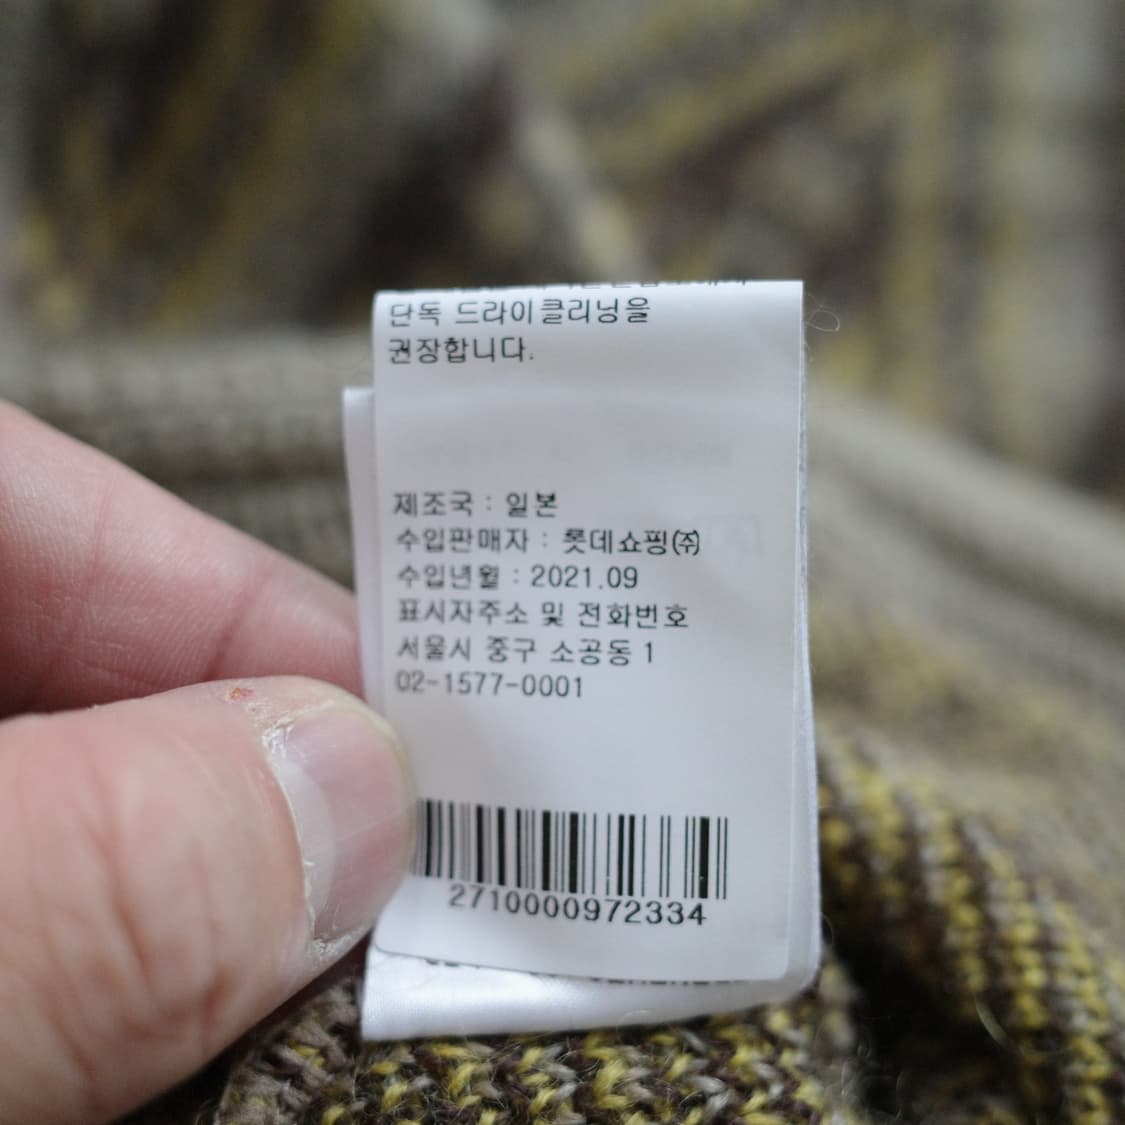 단독 드라이클리닝을
권장합니다.
제조국 : 일본
수입판매자 : 롯데쇼핑㈜
수입년월 : 2021.09
표시자주소 및 전화번호
서울시 중구 소공동 1
02-1577-0001
2710000972334